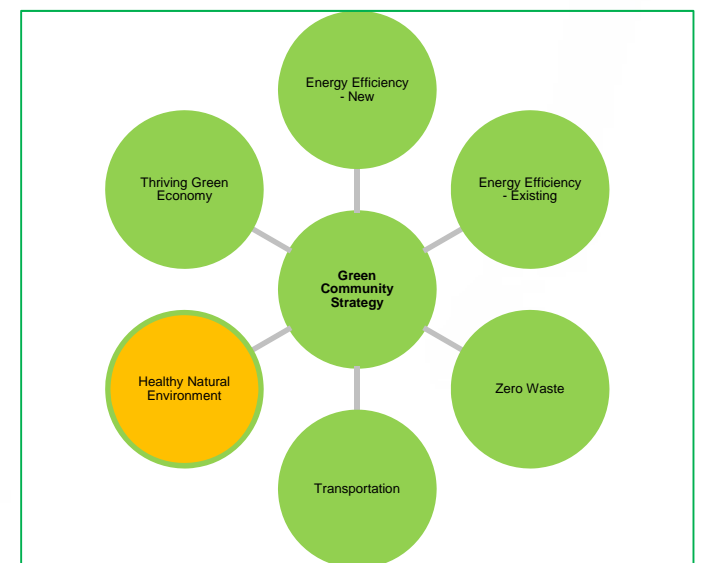 Energy Efficiency
- New
Thriving Green
Economy
Energy Efficiency
- Existing
Green
Community
Strategy
Healthy Natural
Environment
Zero Waste
Transportation